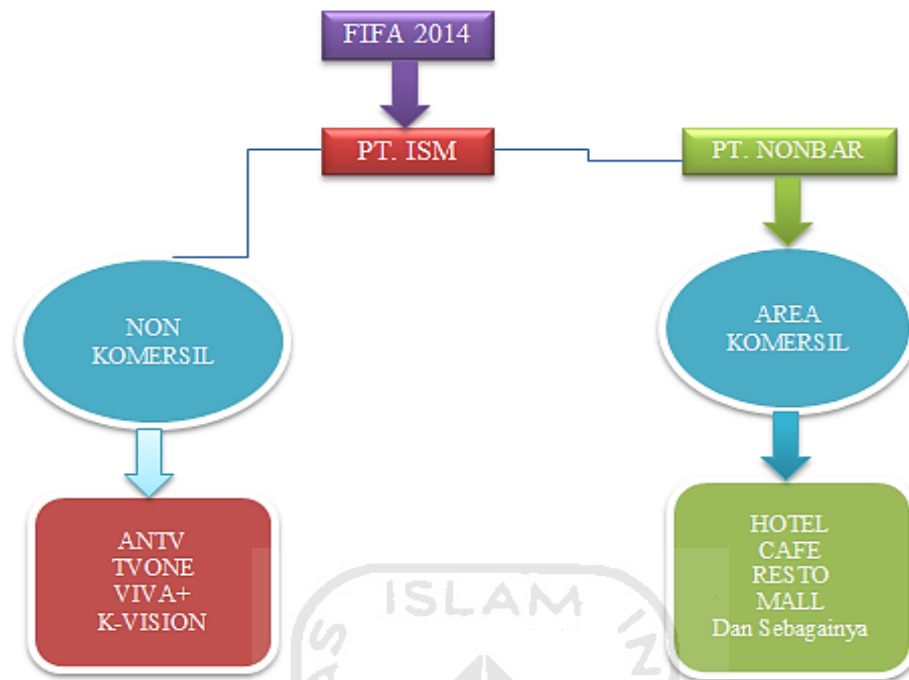 FIFA 2014
PT. ISM
PT. NONBAR
NON
KOMERSIL
AREA
KOMERSIL
ANTV
TVONE
VIVA+
K-VISION
HOTEL
CAFE
RESTO
MALL
Dan Sebagainya
ISLAM